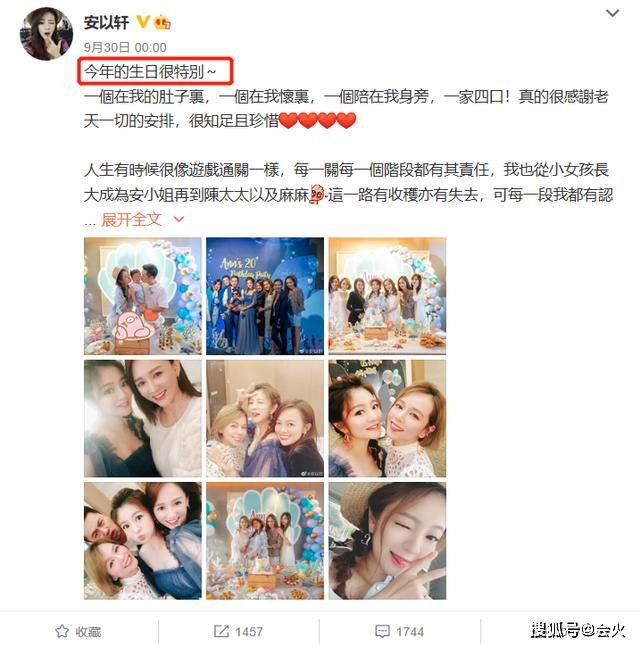 安以轩
9月30日 00:00
今年的生日很特別~
一個在我的肚子裏，一個在我懷裏，一個陪在我身旁，一家四口！真的很感謝老
天一切的安排，很知足且珍惜❤❤❤❤
人生有時候很像遊戲通關一樣，每一關每一個階段都有其責任，我也從小女孩長
大成為安小姐再到陳太太以及麻麻 這一路有收穫亦有失去，可每一段我都有認
... 展开全文
Ann's 20+
Birthday Party
Ann's
收藏
1457
1744
搜狐号@会火